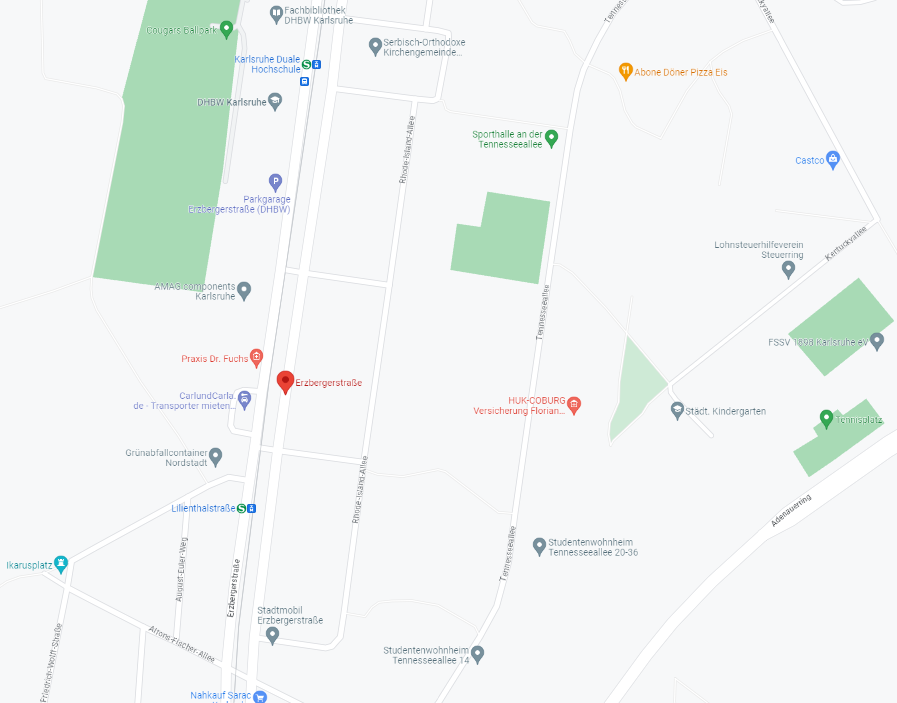 Fachbibliothek
DHBW Karlsruhe
Cougars Ballpark
Serbisch-Orthodoxe
Kirchengemeinde...
Karlsruhe Duale
Hochschule
Abone Döner Pizza Eis
DHBW Karlsruhe
Sporthalle an der
Tennesseeallee
Rhode-Island-Allee
Castco
Parkgarage
Erzbergerstraße (DHBW)
Kentuckyallee
Lohnsteuerhilfeverein
Steuerring
AMAG components
Karlsruhe
Tennesseeallee
FSSV 1898 Karlsruhe eV
Praxis Dr. Fuchs
Erzbergerstraße
CarlundCarla.
de - Transporter mieten...
HUK-COBURG
Versicherung Florian...
Städt. Kindergarten
Tennisplatz
Grünabfallcontainer
Nordstadt
Rhode-Island-Allee
Lilienthalstraße
Adenauerring
Studentenwohnheim
Tennesseeallee 20-36
Tennesseeallee
Ikarusplatz
August-Euler-Weg
Erzbergerstraße
Stadtmobil
Erzbergerstraße
Alfons-Fischer-Allee
Friedrich-Wolff-Straße
Studentenwohnheim
Tennesseeallee 14
Nahkauf Sarac